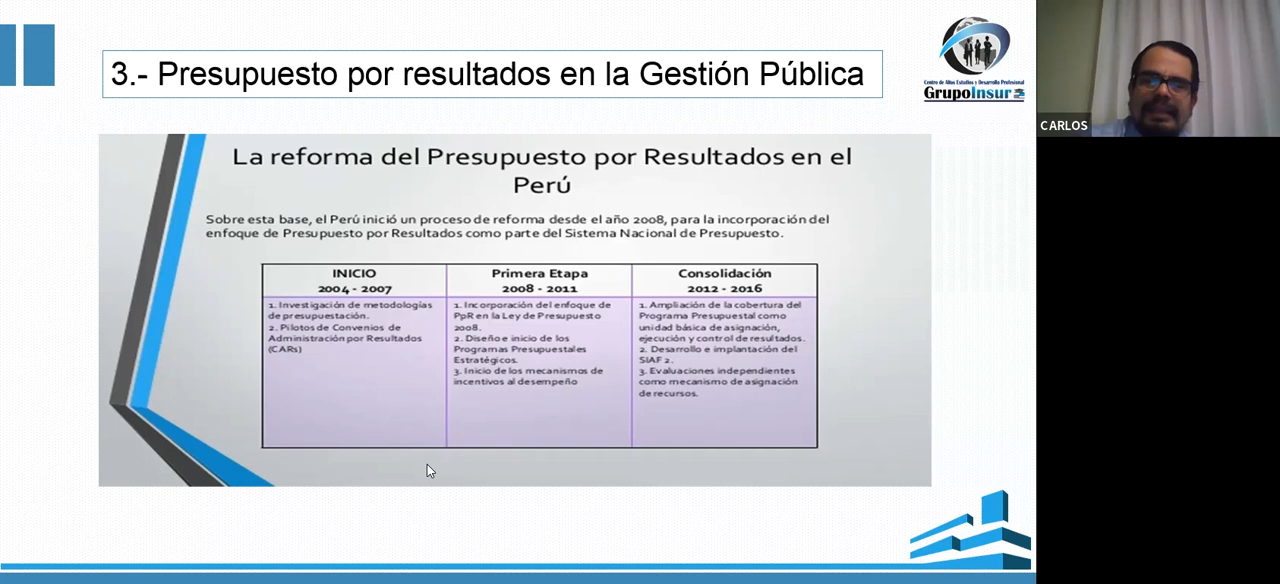 3.- Presupuesto por resultados en la Gestión Pública
Centro de Altos Estudios y Desarrollo Profesional
GrupoInsur
CARLOS
La reforma del Presupuesto por Resultados en el
Perú
Sobre esta base, el Perú inició un proceso de reforma desde el año 2008, para la incorporación del
enfoque de Presupuesto por Resultados como parte del Sistema Nacional de Presupuesto.
INICIO
2004 - 2007
1. Investigación de metodologías
de presupuestación.
2. Pilotos de Convenios de
Administración por Resultados
(CARs)
Primera Etapa
2008 - 2011
1. Incorporación del enfoque de
PpR en la Ley de Presupuesto
2008.
2. Diseño e inicio de los
Programas Presupuestales
Estratégicos.
3. Inicio de los mecanismos de
incentivos al desempeño
Consolidación
2012 - 2016
1. Ampliación de la cobertura del
Programa Presupuestal como
unidad básica de asignación,
ejecución y control de resultados.
2. Desarrollo e implantación del
SIAF 2.
3. Evaluaciones independientes
como mecanismo de asignación
de recursos.